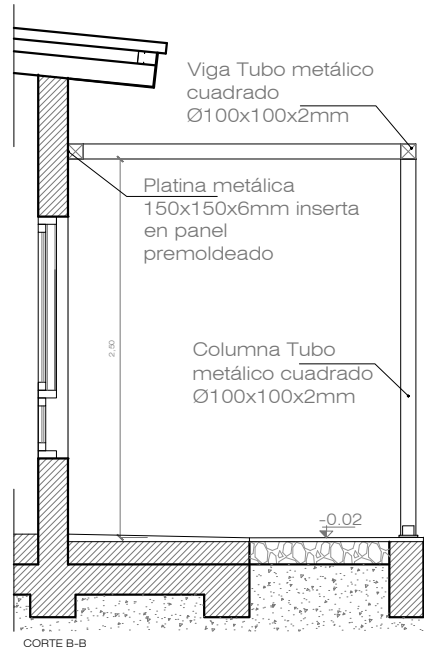 Viga Tubo metálico
cuadrado
Ø100x100x2mm
Platina metálica
150x150x6mm inserta
en panel
premoldeado
2,50
Columna Tubo
metálico cuadrado
Ø100x100x2mm
-0.02
CORTE B-B